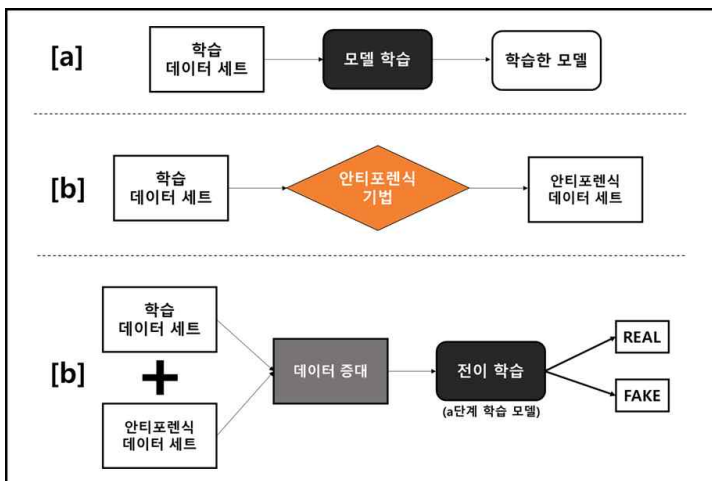 [a]
학습
데이터 세트
모델 학습
학습한 모델
[b]
학습
데이터 세트
안티포렌식
기법
안티포렌식
데이터 세트
[b]
학습
데이터 세트
안티포렌식
데이터 세트
데이터 증대
전이 학습
(a단계 학습 모델)
REAL
FAKE